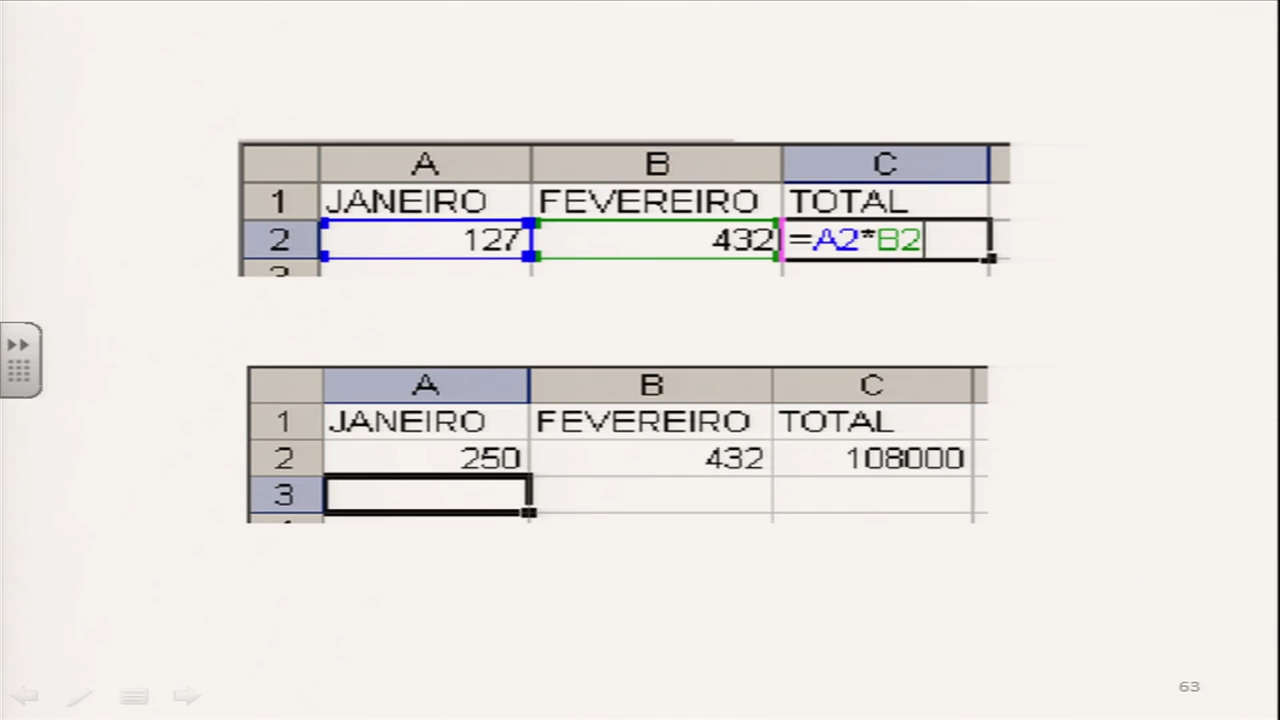 A B C
1 JANEIRO FEVEREIRO TOTAL
2 127 432 =A2*B2
3
A B C
1 JANEIRO FEVEREIRO TOTAL
2 250 432 108000
3
63